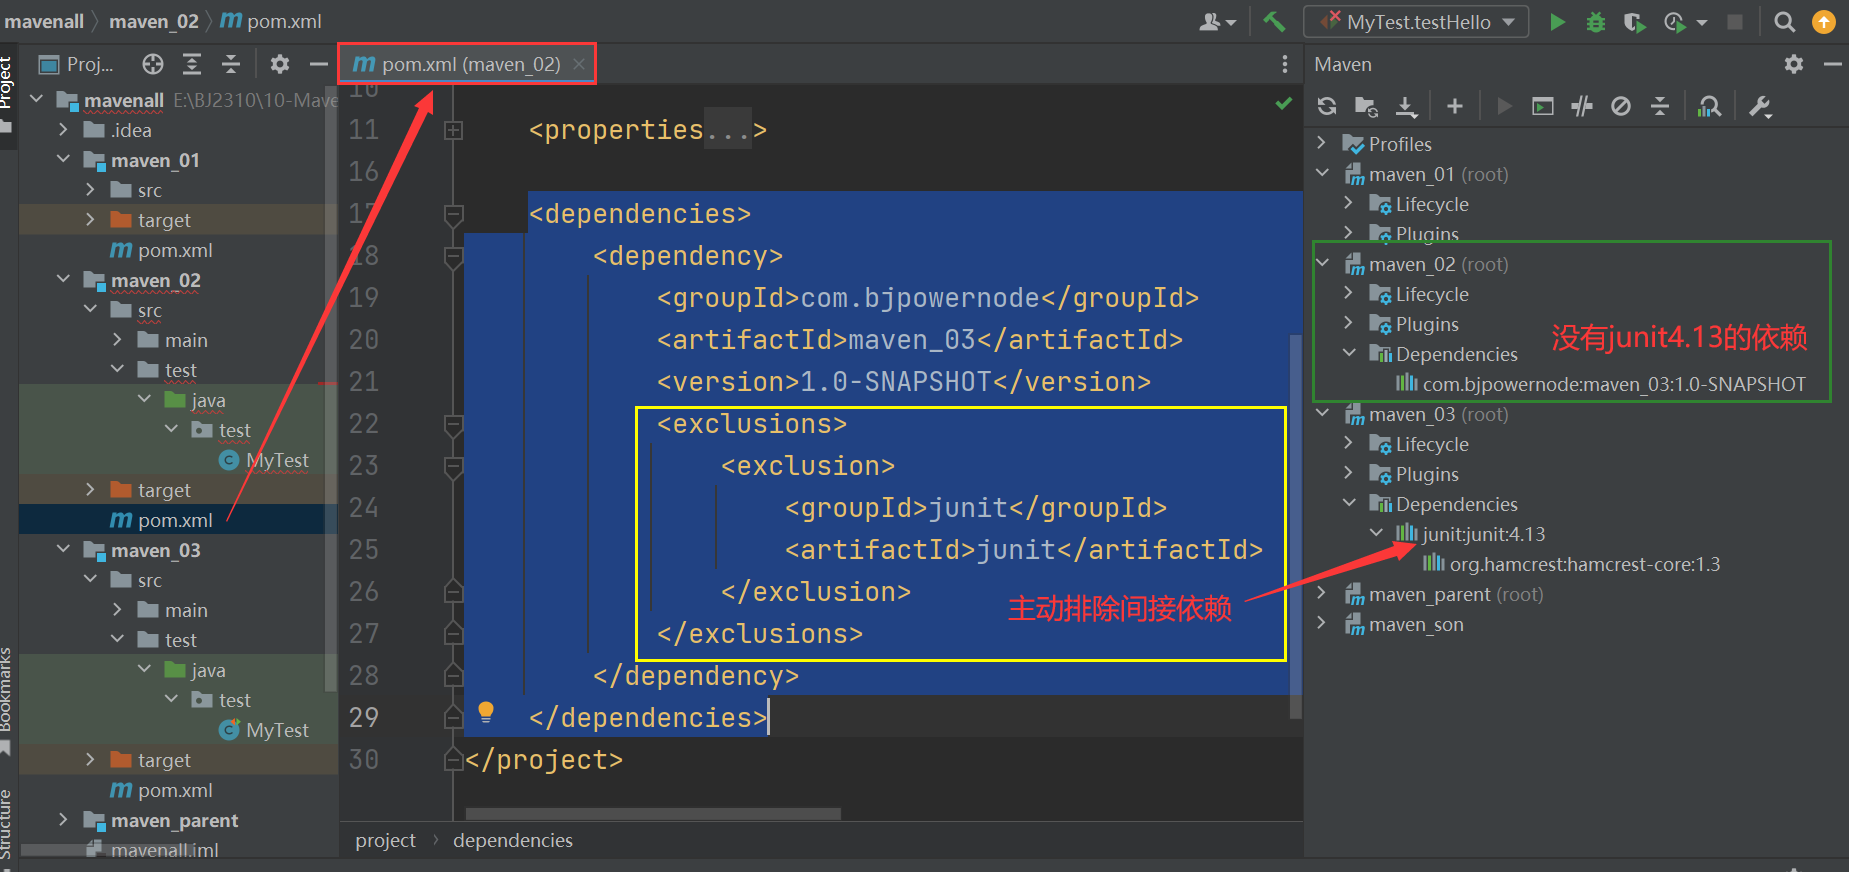 mavenall maven_02 pom.xml
MyTest.testHello
Project
Proj...
pom.xml (maven_02)
Maven
mavenall E:\BJ2310\10-Mave
.idea
maven_01
src
target
pom.xml
maven_02
src
main
test
java
test
MyTest
target
pom.xml
maven_03
src
main
test
java
test
MyTest
target
pom.xml
maven_parent
mavenall.iml
Bookmarks
Structure
10
11 <properties...>
16
17 <dependencies>
18 <dependency>
19 <groupId>com.bjpowernode</groupId>
20 <artifactId>maven_03</artifactId>
21 <version>1.0-SNAPSHOT</version>
22 <exclusions>
23 <exclusion>
24 <groupId>junit</groupId>
25 <artifactId>junit</artifactId>
26 </exclusion>
主动排除间接依赖
27 </exclusions>
28 </dependency>
29 </dependencies>
30 </project>
project dependencies
Profiles
maven_01 (root)
Lifecycle
Plugins
maven_02 (root)
Lifecycle
Plugins
没有junit4.13的依赖
Dependencies
com.bjpowernode:maven_03:1.0-SNAPSHOT
maven_03 (root)
Lifecycle
Plugins
Dependencies
junit:junit:4.13
org.hamcrest:hamcrest-core:1.3
maven_parent (root)
maven_son